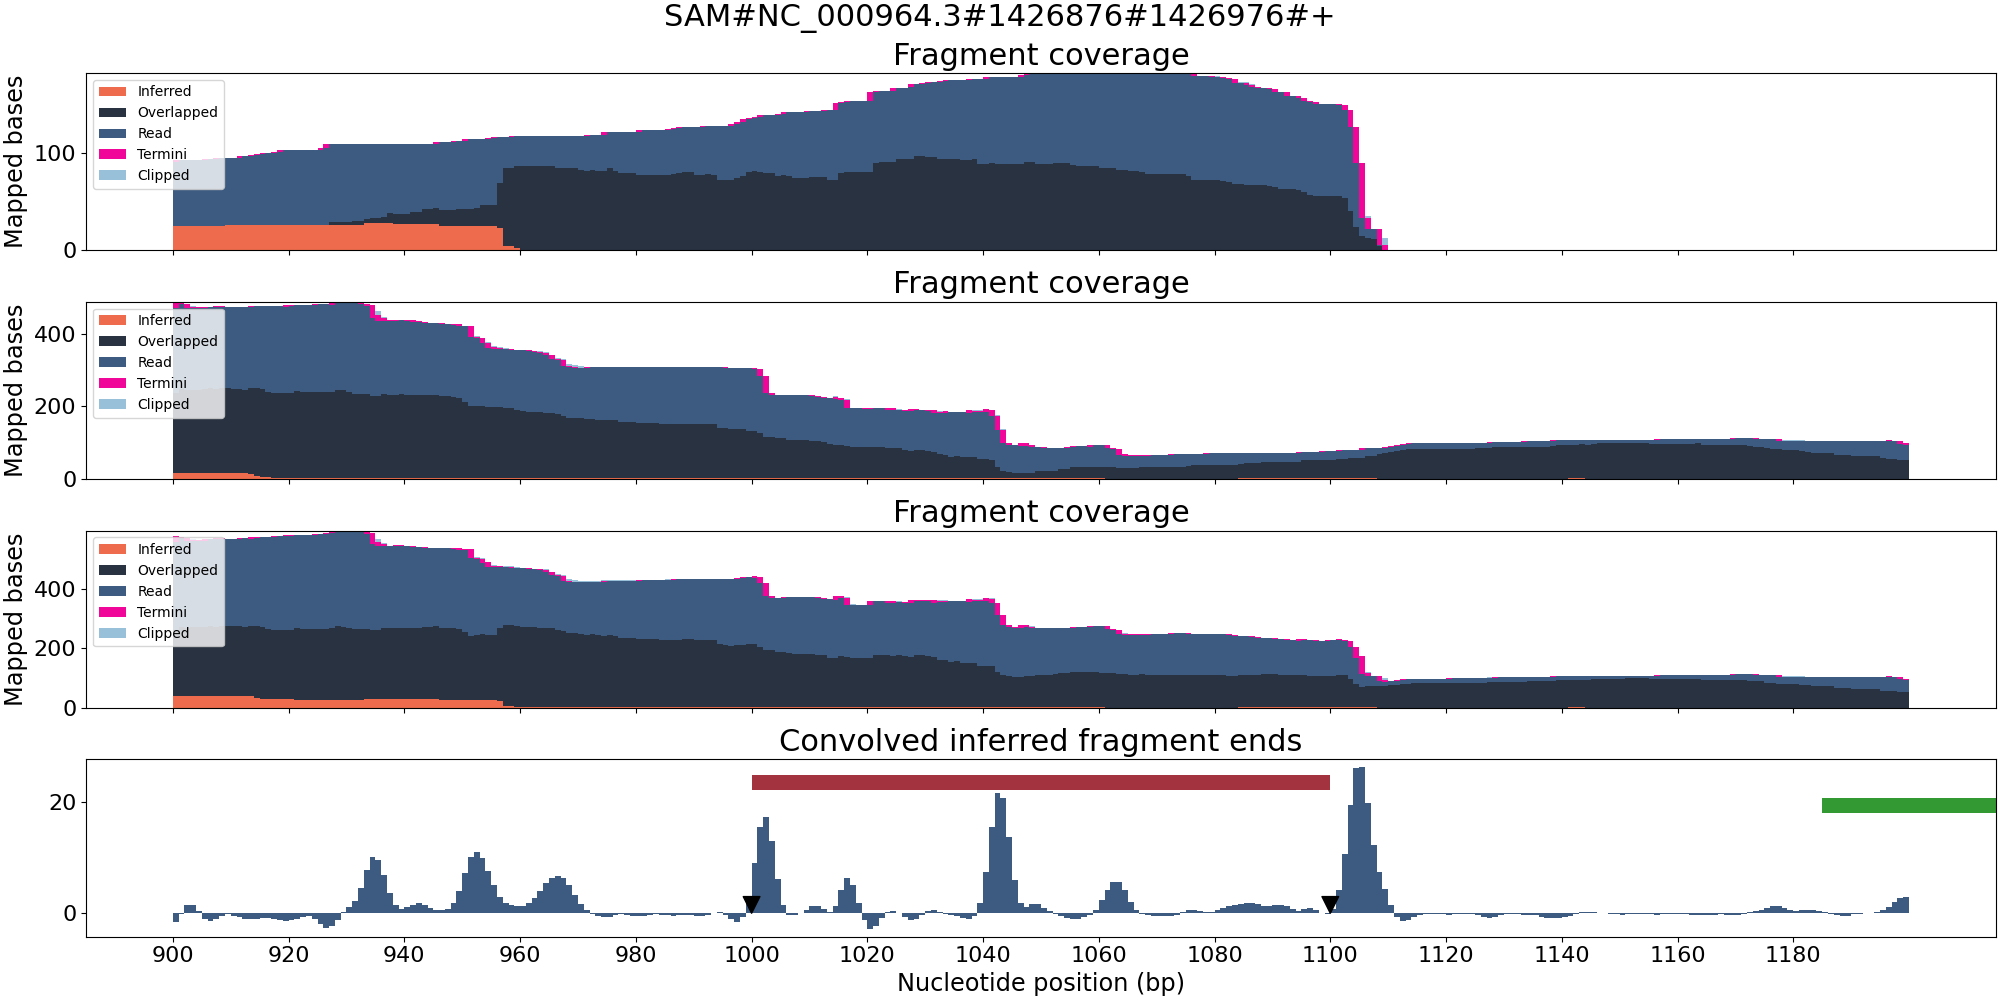 SAM#NC_000964.3#1426876#1426976#+
Fragment coverage
Mapped bases
100
0
Inferred
Overlapped
Read
Termini
Clipped
Fragment coverage
Mapped bases
400
200
0
Inferred
Overlapped
Read
Termini
Clipped
Fragment coverage
Mapped bases
400
200
0
Inferred
Overlapped
Read
Termini
Clipped
Convolved inferred fragment ends
20
0
900 920 940 960 980 1000 1020 1040 1060 1080 1100 1120 1140 1160 1180
Nucleotide position (bp)